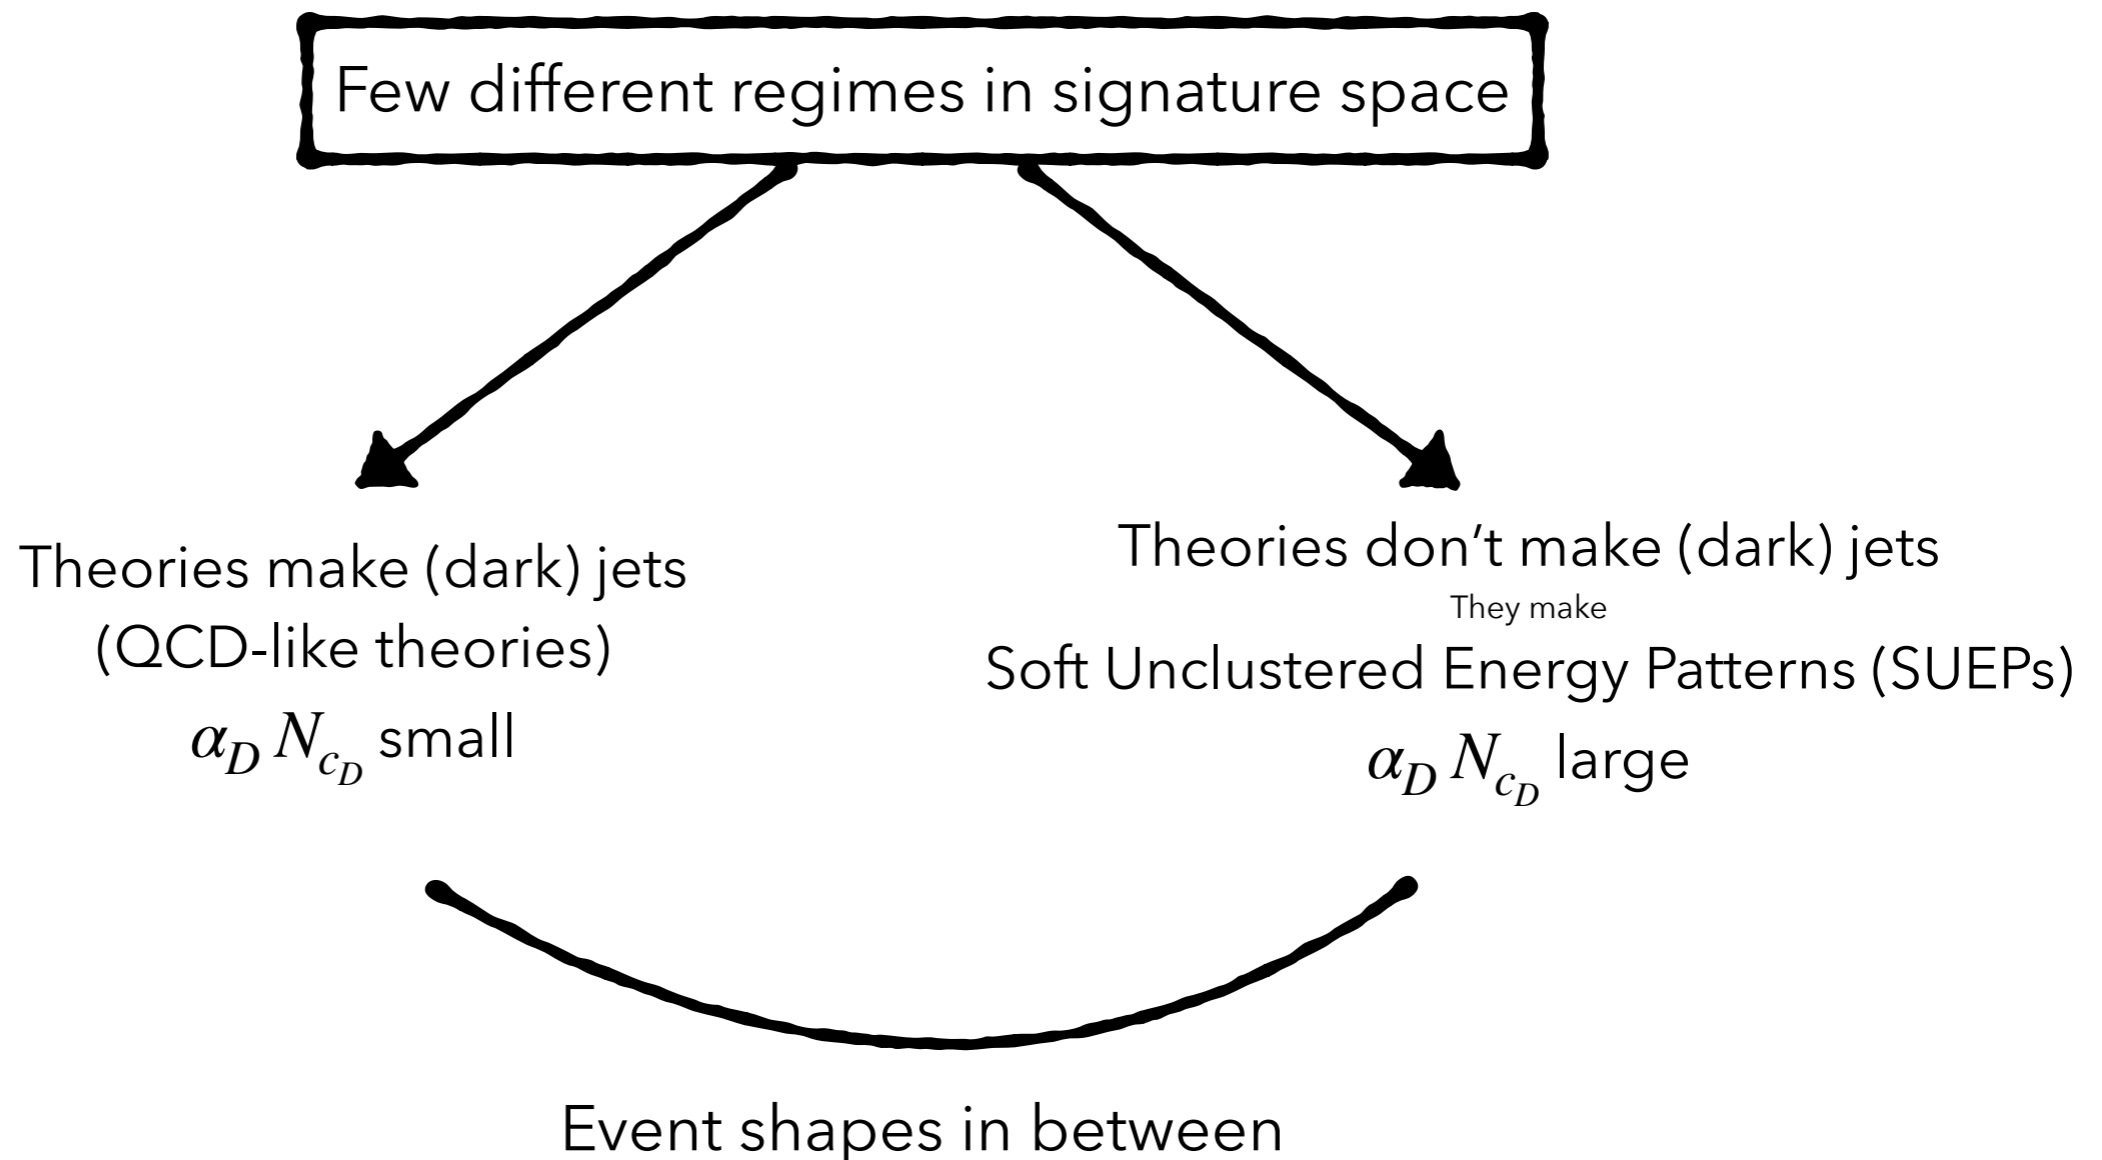 Few different regimes in signature space
Theories make (dark) jets
(QCD-like theories)
α_D N_{c_D} small
Theories don’t make (dark) jets
They make
Soft Unclustered Energy Patterns (SUEPs)
α_D N_{c_D} large
Event shapes in between